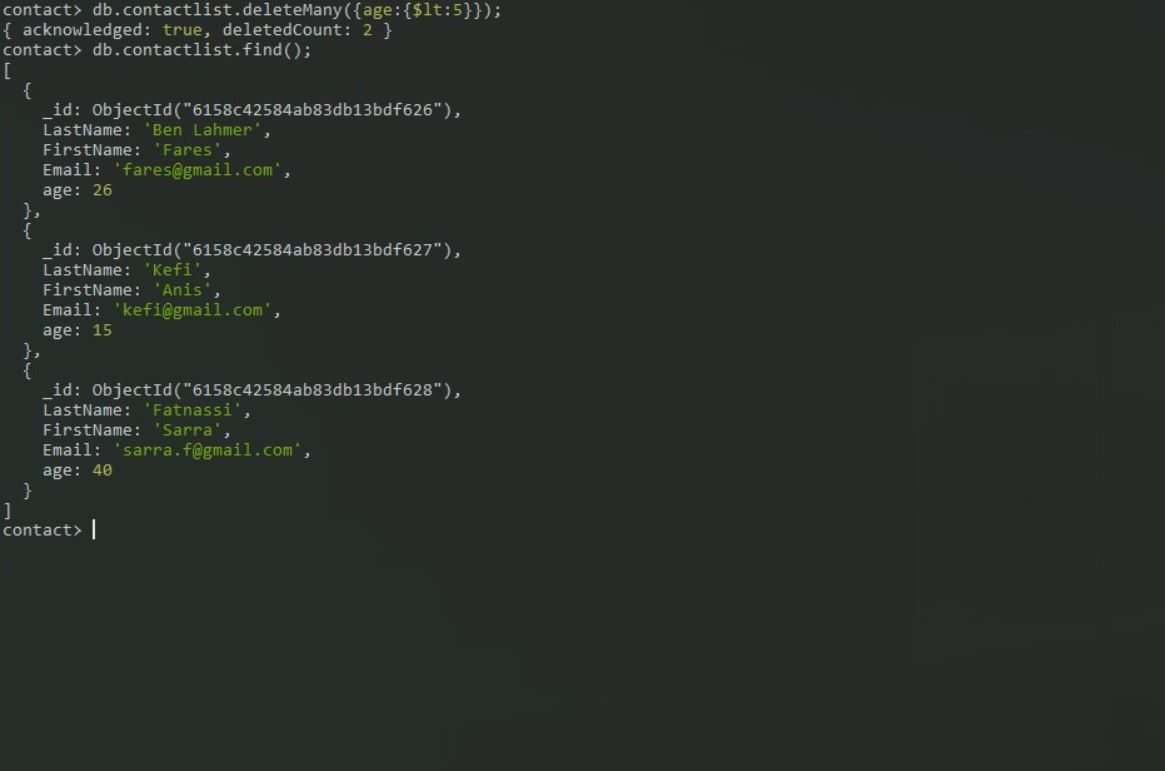 contact> db.contactlist.deleteMany({age:{$lt:5}});
{ acknowledged: true, deletedCount: 2 }
contact> db.contactlist.find();
[
  {
    _id: ObjectId("6158c42584ab83db13bdf626"),
    LastName: 'Ben Lahmer',
    FirstName: 'Fares',
    Email: 'fares@gmail.com',
    age: 26
  },
  {
    _id: ObjectId("6158c42584ab83db13bdf627"),
    LastName: 'Kefi',
    FirstName: 'Anis',
    Email: 'kefi@gmail.com',
    age: 15
  },
  {
    _id: ObjectId("6158c42584ab83db13bdf628"),
    LastName: 'Fatnassi',
    FirstName: 'Sarra',
    Email: 'sarra.f@gmail.com',
    age: 40
  }
]
contact>